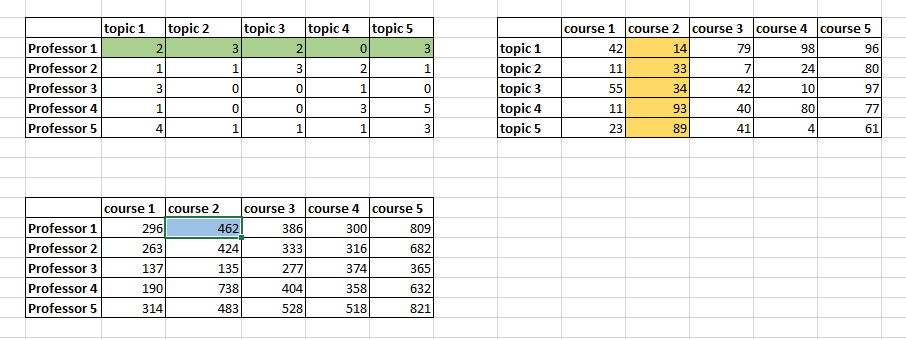 topic 1 topic 2 topic 3 topic 4 topic 5
Professor 1 2 3 2 0 3
Professor 2 1 1 3 2 1
Professor 3 3 0 0 1 0
Professor 4 1 0 0 3 5
Professor 5 4 1 1 1 3
course 1 course 2 course 3 course 4 course 5
topic 1 42 14 79 98 96
topic 2 11 33 7 24 80
topic 3 55 34 42 10 97
topic 4 11 93 40 80 77
topic 5 23 89 41 4 61
course 1 course 2 course 3 course 4 course 5
Professor 1 296 462 386 300 809
Professor 2 263 424 333 316 682
Professor 3 137 135 277 374 365
Professor 4 190 738 404 358 632
Professor 5 314 483 528 518 821